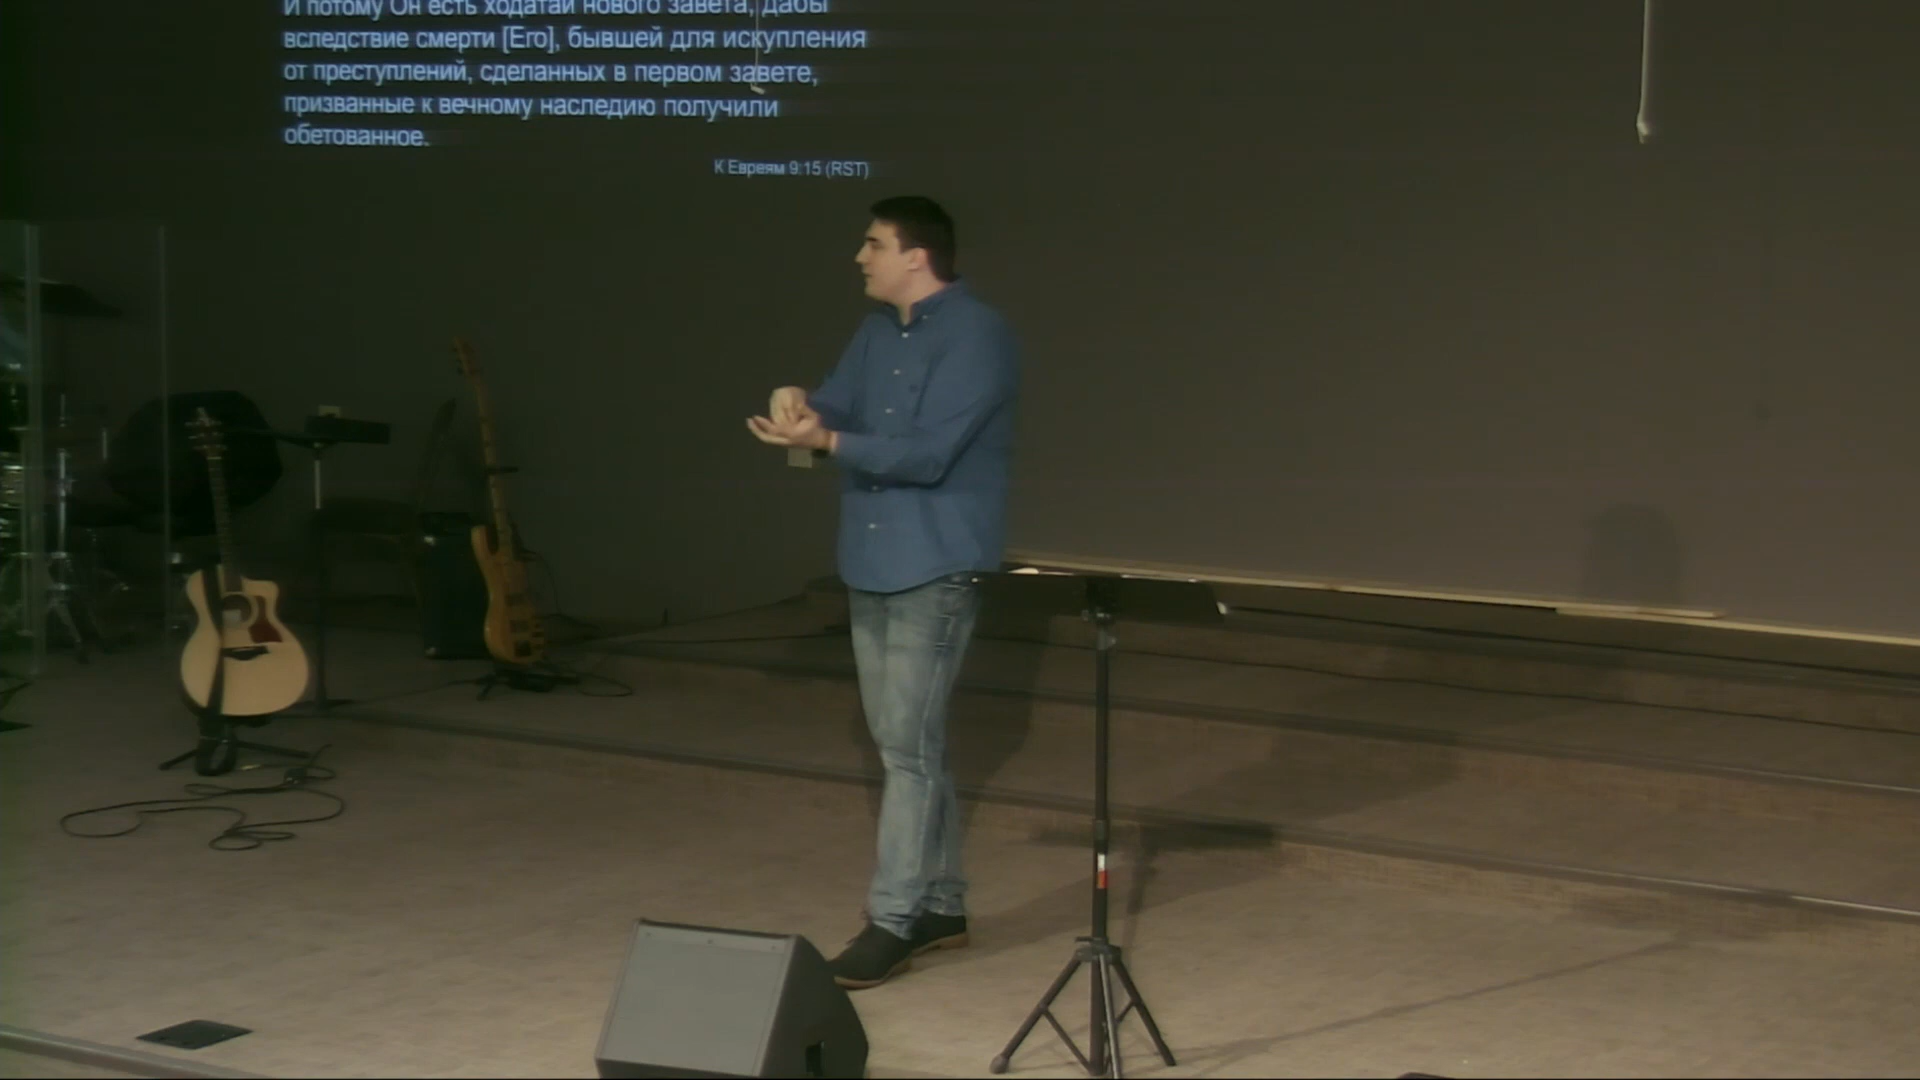 И потому Он есть ходатай нового завета, дабы
вследствие смерти [Его], бывшей для искупления
от преступлений, сделанных в первом завете,
призванные к вечному наследию получили
обетованное.
К Евреям 9:15 (RST)